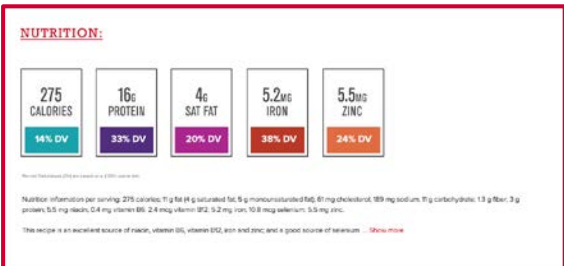 NUTRITION:
275 16G 4G 5.2MG 5.5MG
CALORIES PROTEIN SAT FAT IRON ZINC
14% DV 33% DV 20% DV 38% DV 24% DV
Nutrition information per serving: 275 calories; 11 g fat (4 g saturated fat; 5 g monounsaturated fat); 61 mg cholesterol; 189 mg sodium; 11 g carbohydrate; 1.3 g fiber; 3 g
protein; 5.5 mg niacin; 0.4 mg vitamin B6; 2.4 mcg vitamin B12; 5.2 mg iron; 10.8 mcg selenium; 5.5 mg zinc.
This recipe is an excellent source of niacin, vitamin B6, vitamin B12, iron and zinc; and a good source of selenium ... Show more